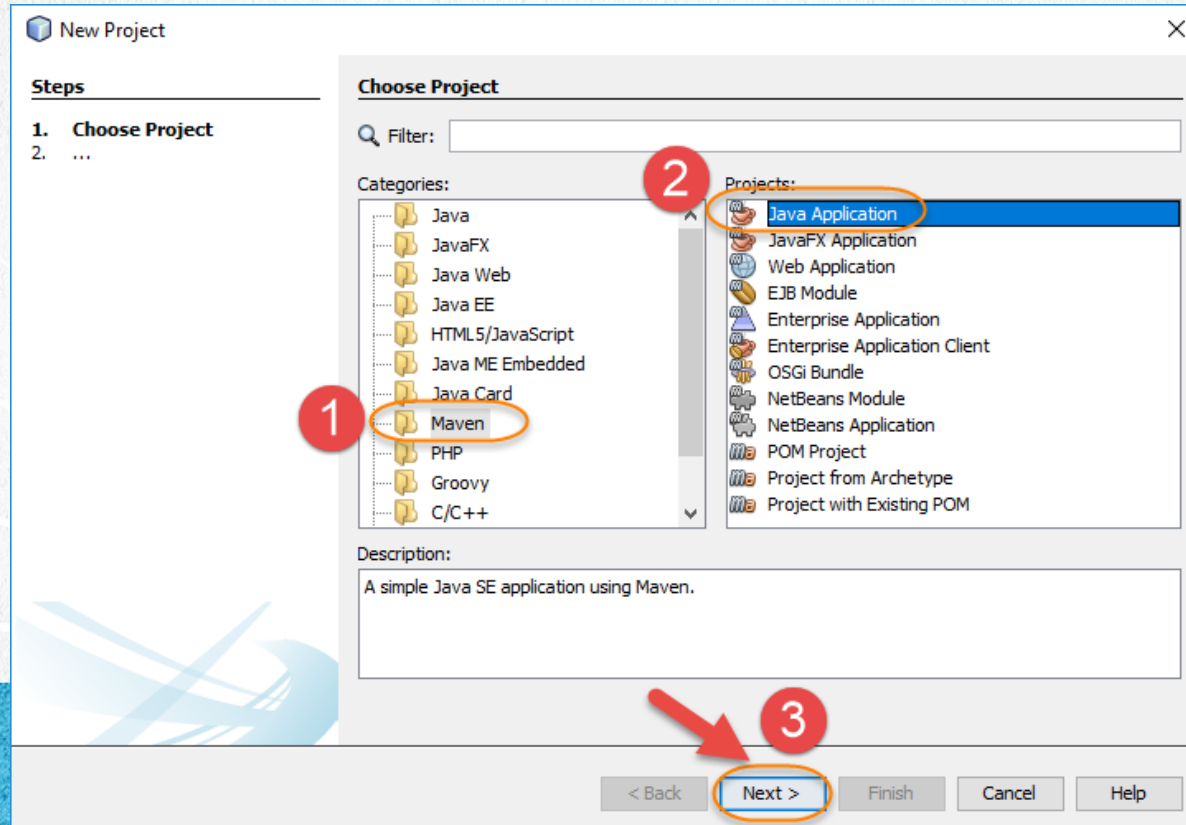 New Project
Steps
1. Choose Project
2. ...
Choose Project
Filter:
Categories:
Java
JavaFX
Java Web
Java EE
HTML5/JavaScript
Java ME Embedded
Java Card
1
Maven
PHP
Groovy
C/C++
2
Projects:
Java Application
JavaFX Application
Web Application
EJB Module
Enterprise Application
Enterprise Application Client
OSGi Bundle
NetBeans Module
NetBeans Application
POM Project
Project from Archetype
Project with Existing POM
Description:
A simple Java SE application using Maven.
3
< Back Next > Finish Cancel Help